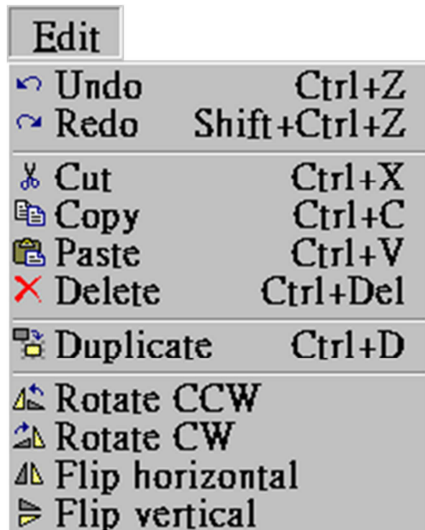 Edit
Undo Ctrl+Z
Redo Shift+Ctrl+Z
Cut Ctrl+X
Copy Ctrl+C
Paste Ctrl+V
Delete Ctrl+Del
Duplicate Ctrl+D
Rotate CCW
Rotate CW
Flip horizontal
Flip vertical